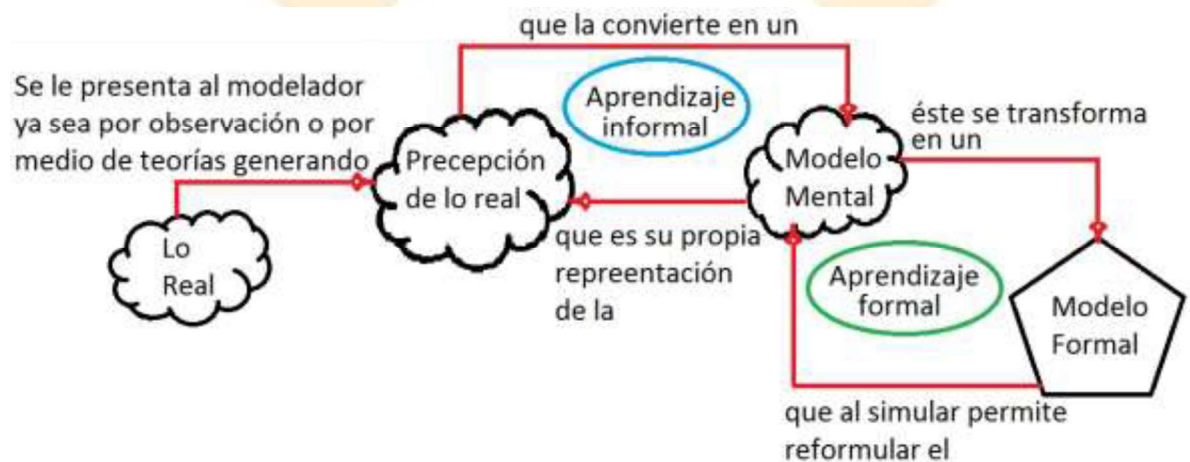 que la convierte en un
Se le presenta al modelador
ya sea por observación o por
medio de teorías generando
Lo
Real
Precepción
de lo real
Aprendizaje
informal
Modelo
Mental
que es su propia
repreentación
de la
éste se transforma
en un
Aprendizaje
formal
Modelo
Formal
que al simular permite
reformular el